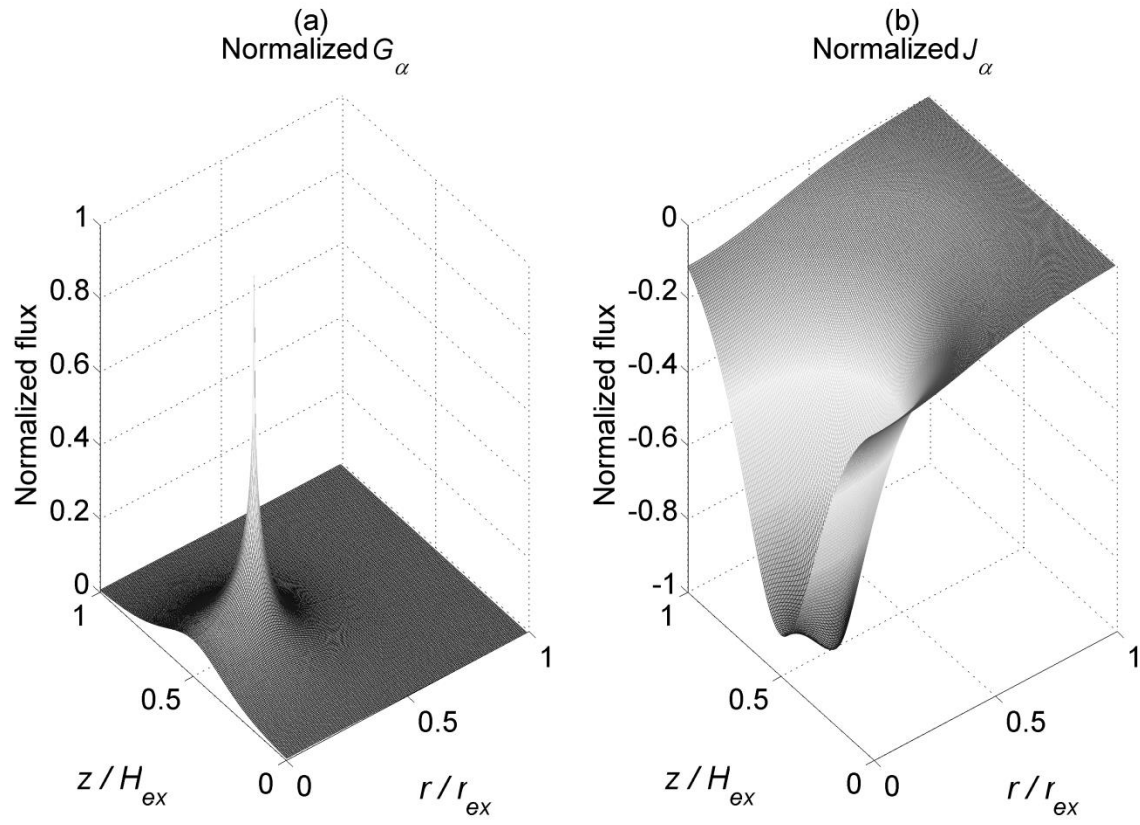 (a)
Normalized G_α
1
0.8
0.6
0.4
0.2
0
Normalized flux
1
0.5
0
z / H_ex
0
0.5
1
r / r_ex
(b)
Normalized J_α
0
-0.2
-0.4
-0.6
-0.8
-1
Normalized flux
1
0.5
0
z / H_ex
0
0.5
1
r / r_ex